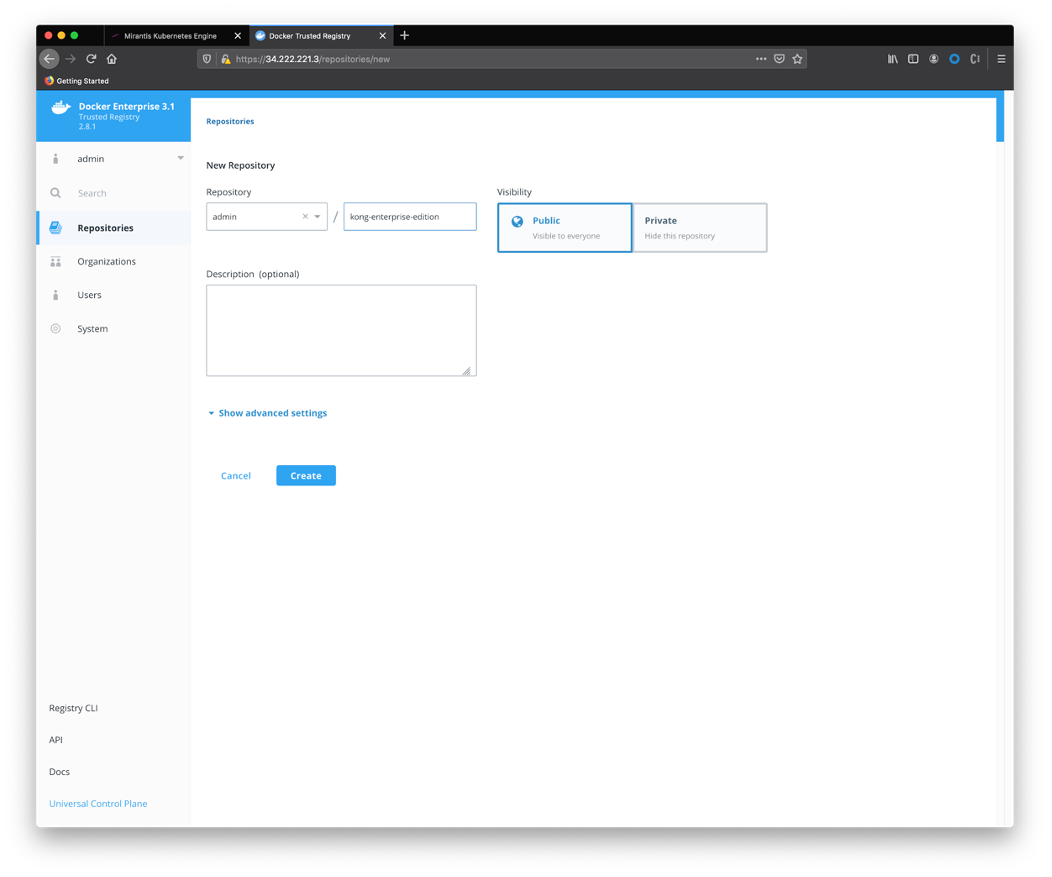 Mirantis Kubernetes Engine
Docker Trusted Registry
https://34.222.221.3/repositories/new
Getting Started
Docker Enterprise 3.1
Trusted Registry
2.8.1
admin
Search
Repositories
Organizations
Users
System
Registry CLI
API
Docs
Universal Control Plane
Repositories
New Repository
Repository
admin / kong-enterprise-edition
Visibility
Public
Visible to everyone
Private
Hide this repository
Description (optional)
Show advanced settings
Cancel
Create